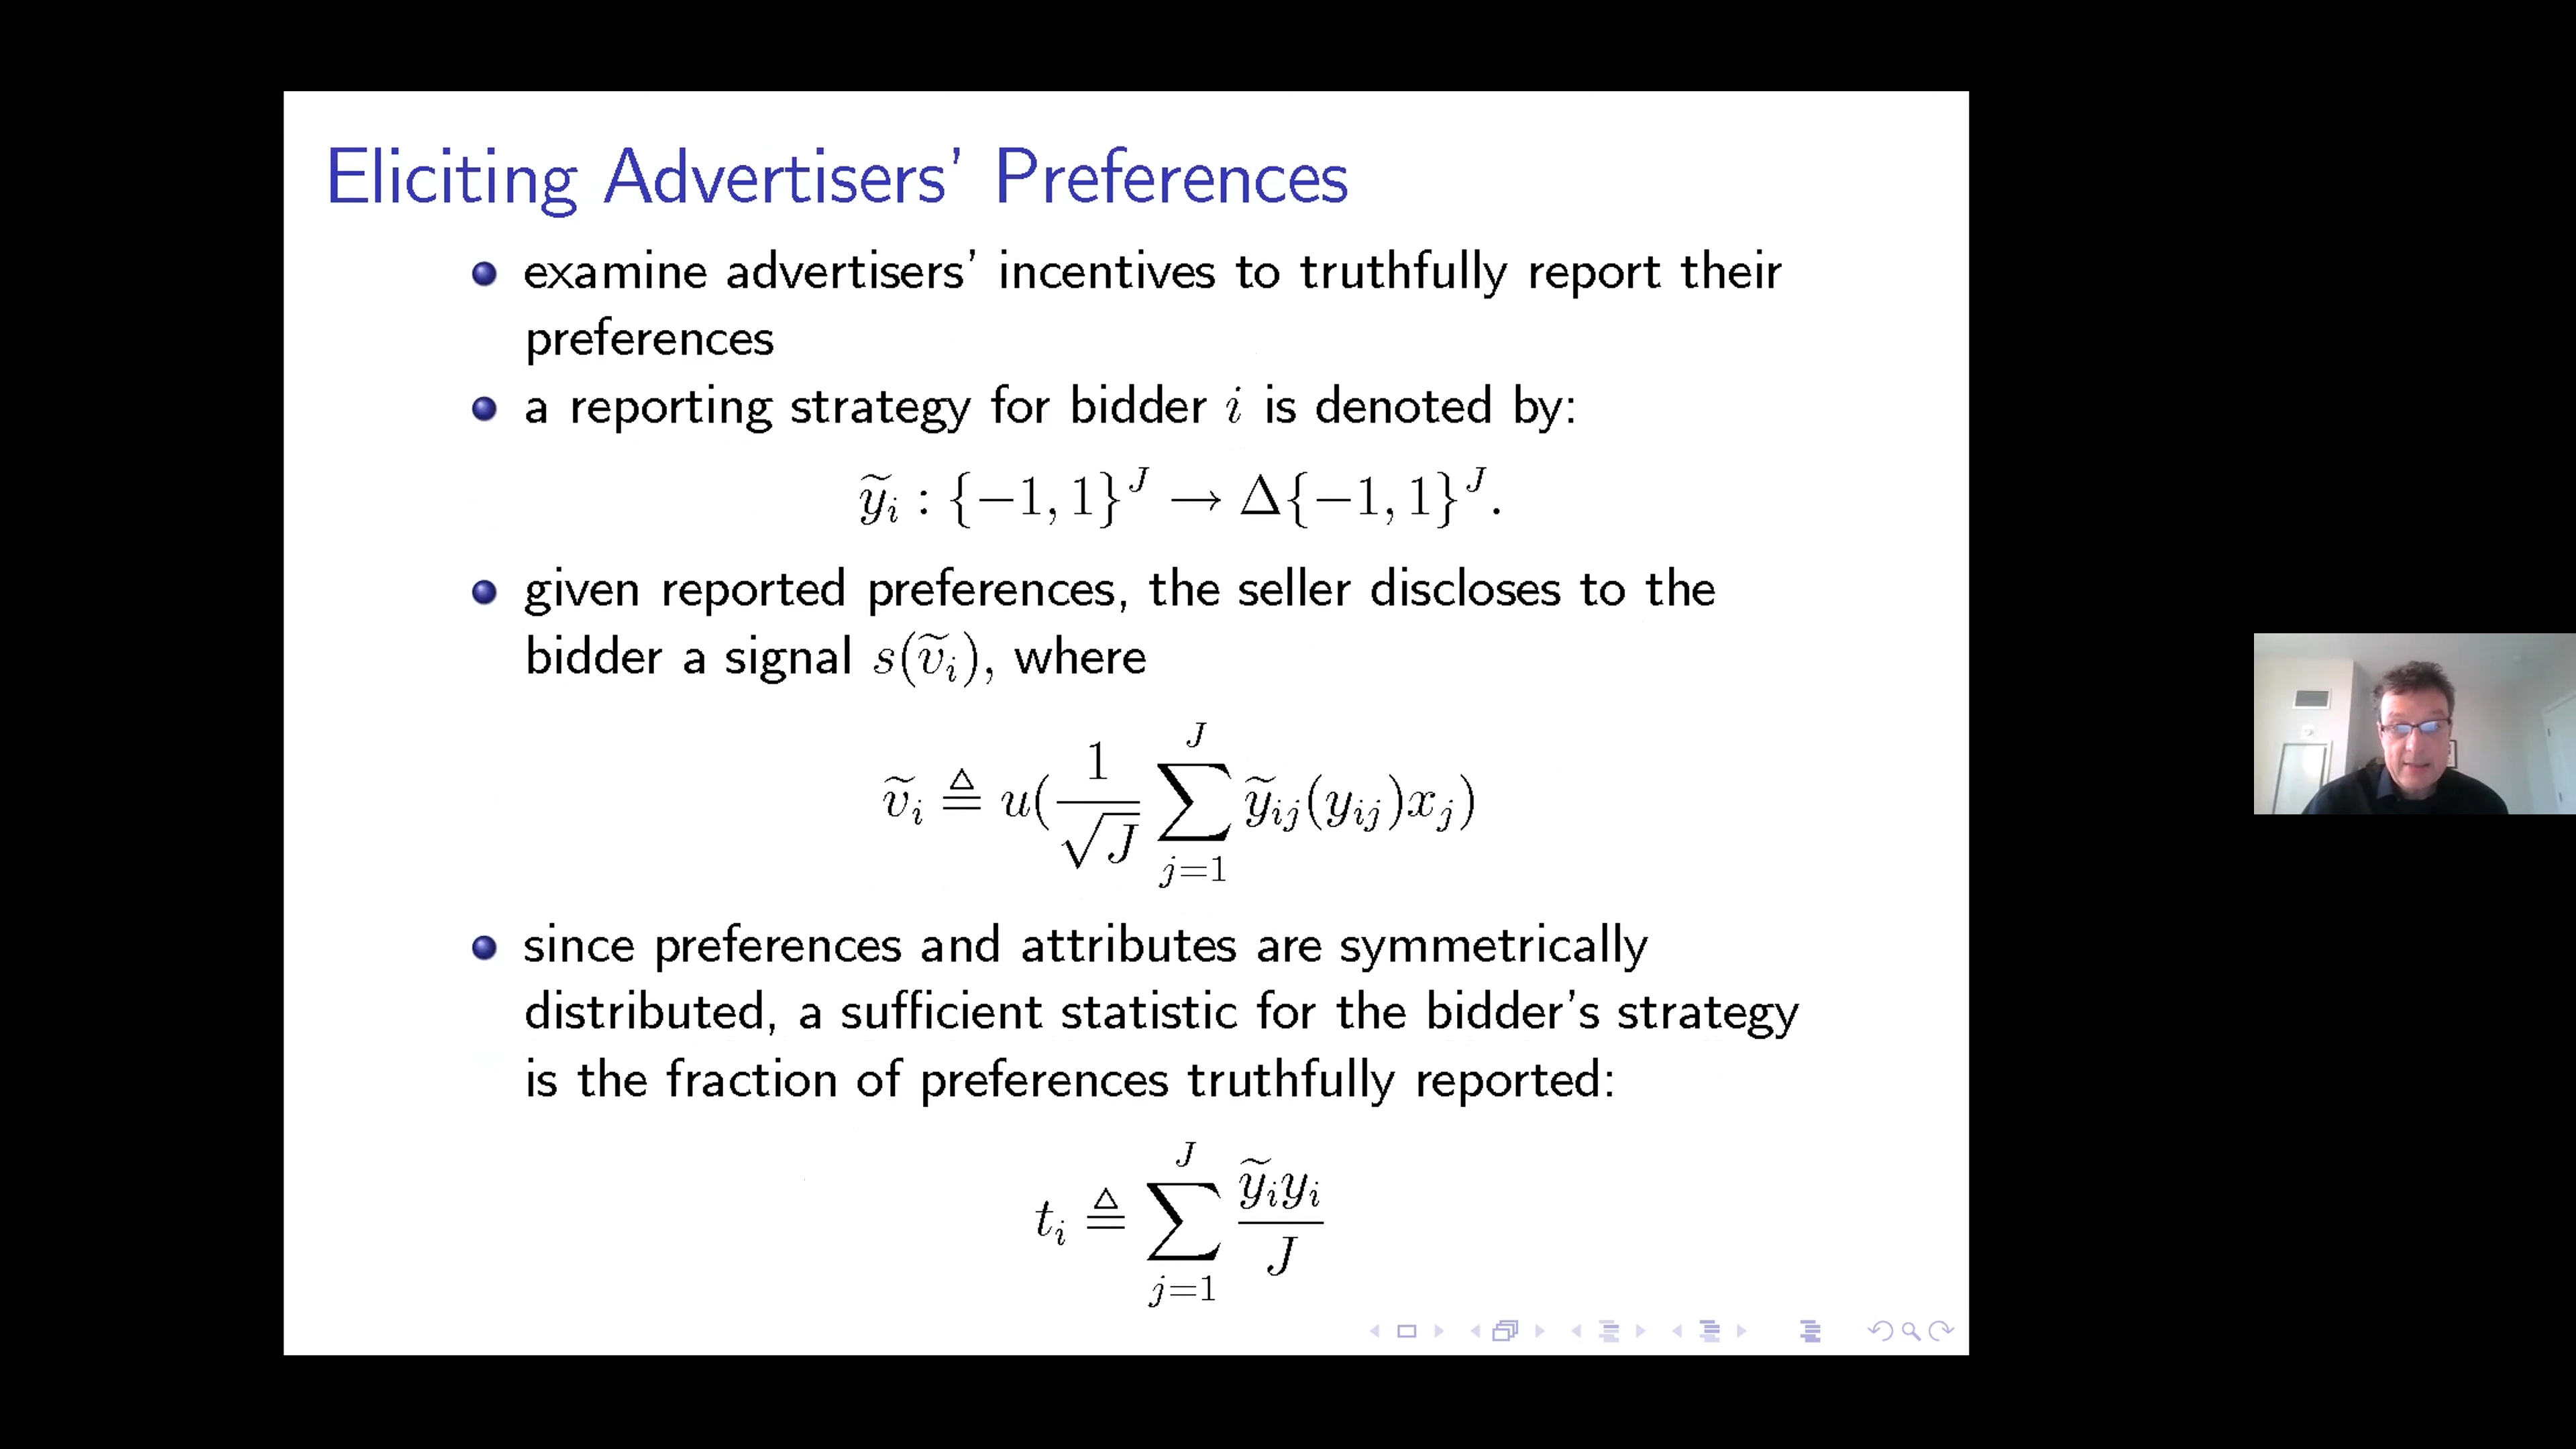 Eliciting Advertisers' Preferences
examine advertisers' incentives to truthfully report their
preferences
a reporting strategy for bidder i is denoted by:
ỹ_i : {−1, 1}^J → Δ{−1, 1}^J.
given reported preferences, the seller discloses to the
bidder a signal s(ṽ_i), where
ṽ_i ≜ u(1/√J ∑_{j=1}^J ỹ_{ij}(y_{ij})x_j)
since preferences and attributes are symmetrically
distributed, a sufficient statistic for the bidder's strategy
is the fraction of preferences truthfully reported:
t_i ≜ ∑_{j=1}^J ỹ_i y_i / J